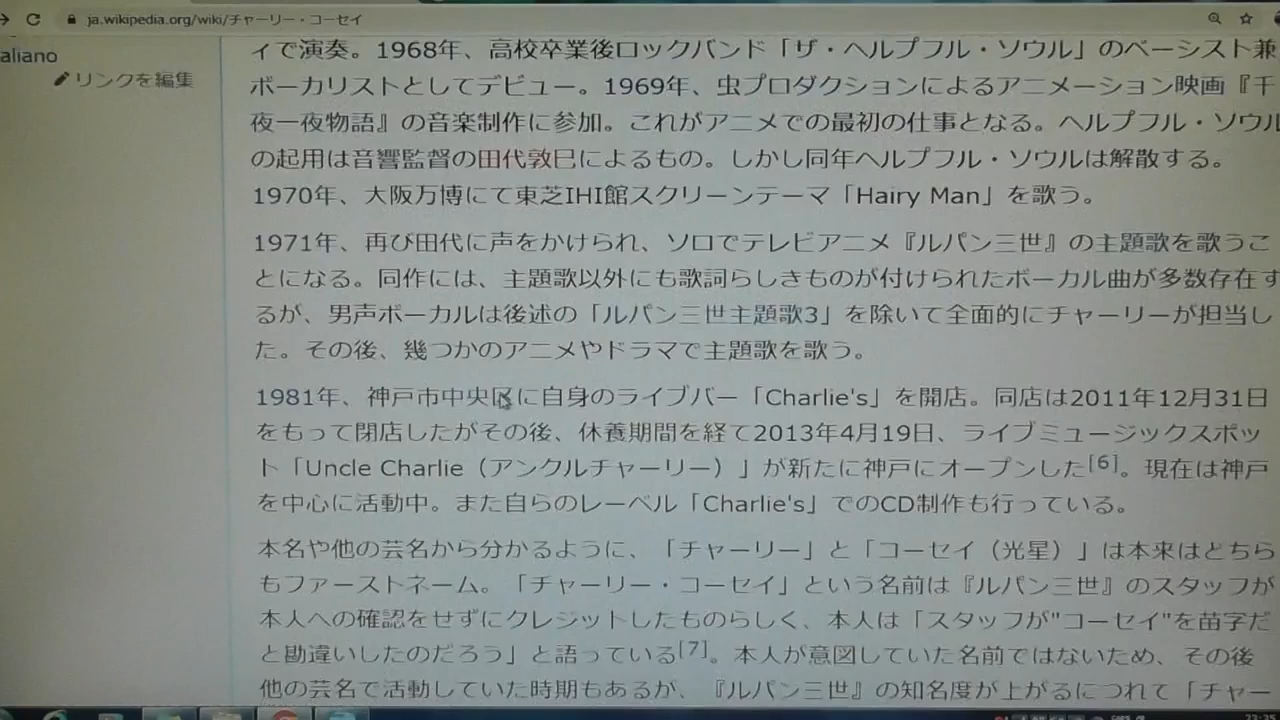 ja.wikipedia.org/wiki/チャーリー・コーセイ
aliano
リンクを編集
ィで演奏。1968年、高校卒業後ロックバンド「ザ・ヘルプフル・ソウル」のベーシスト兼
ボーカリストとしてデビュー。1969年、虫プロダクションによるアニメーション映画『千
夜一夜物語』の音楽制作に参加。これがアニメでの最初の仕事となる。ヘルプフル・ソウル
の起用は音響監督の田代敦巳によるもの。しかし同年ヘルプフル・ソウルは解散する。
1970年、大阪万博にて東芝IHI館スクリーンテーマ「Hairy Man」を歌う。
1971年、再び田代に声をかけられ、ソロでテレビアニメ『ルパン三世』の主題歌を歌うこ
とになる。同作には、主題歌以外にも歌詞らしきものが付けられたボーカル曲が多数存在す
るが、男声ボーカルは後述の「ルパン三世主題歌3」を除いて全面的にチャーリーが担当し
た。その後、幾つかのアニメやドラマで主題歌を歌う。
1981年、神戸市中央区に自身のライブバー「Charlie's」を開店。同店は2011年12月31日
をもって閉店したがその後、休養期間を経て2013年4月19日、ライブミュージックスポッ
ト「Uncle Charlie（アンクルチャーリー）」が新たに神戸にオープンした[6]。現在は神戸
を中心に活動中。また自らのレーベル「Charlie's」でのCD制作も行っている。
本名や他の芸名から分かるように、「チャーリー」と「コーセイ（光星）」は本来はどちら
もファーストネーム。「チャーリー・コーセイ」という名前は『ルパン三世』のスタッフが
本人への確認をせずにクレジットしたものらしく、本人は「スタッフが"コーセイ"を苗字だ
と勘違いしたのだろう」と語っている[7]。本人が意図していた名前ではないため、その後
他の芸名で活動していた時期もあるが、『ルパン三世』の知名度が上がるにつれて「チャー